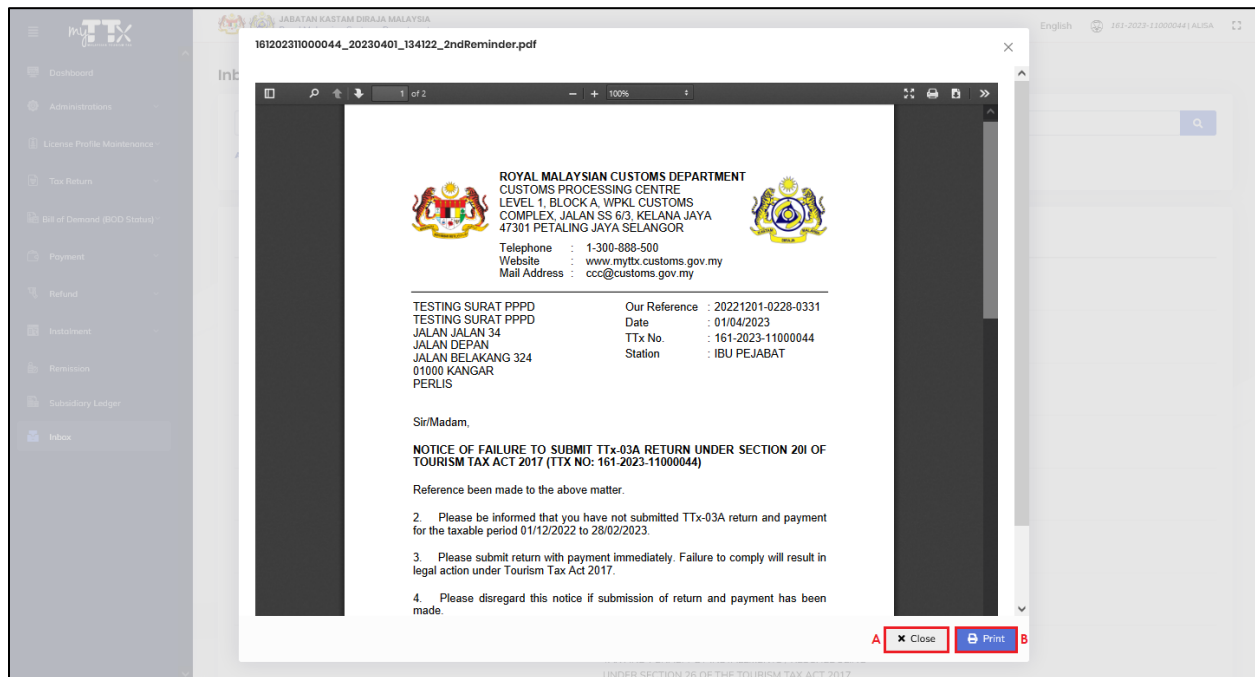 myTTx
JABATAN KASTAM DIRAJA MALAYSIA
English
161-2023-11000044 | ALISA
Dashboard
Administrations
License Profile Maintenance
Tax Return
Bill of Demand (BOD Status)
Payment
Refund
Instalment
Remission
Subsidiary Ledger
Inbox
Inb
161202311000044_20230401_134122_2ndReminder.pdf
1 of 2
100%
ROYAL MALAYSIAN CUSTOMS DEPARTMENT
CUSTOMS PROCESSING CENTRE
LEVEL 1, BLOCK A, WPKL CUSTOMS
COMPLEX, JALAN SS 6/3, KELANA JAYA
47301 PETALING JAYA SELANGOR
Telephone : 1-300-888-500
Website : www.myttx.customs.gov.my
Mail Address : ccc@customs.gov.my
TESTING SURAT PPPD
TESTING SURAT PPPD
JALAN JALAN 34
JALAN DEPAN
JALAN BELAKANG 324
01000 KANGAR
PERLIS
Our Reference : 20221201-0228-0331
Date : 01/04/2023
TTx No. : 161-2023-11000044
Station : IBU PEJABAT
Sir/Madam,
NOTICE OF FAILURE TO SUBMIT TTx-03A RETURN UNDER SECTION 20I OF
TOURISM TAX ACT 2017 (TTX NO: 161-2023-11000044)
Reference been made to the above matter.
2. Please be informed that you have not submitted TTx-03A return and payment
for the taxable period 01/12/2022 to 28/02/2023.
3. Please submit return with payment immediately. Failure to comply will result in
legal action under Tourism Tax Act 2017.
4. Please disregard this notice if submission of return and payment has been
made.
A
Close
Print
B
UNDER SECTION 26 OF THE TOURISM TAX ACT 2017